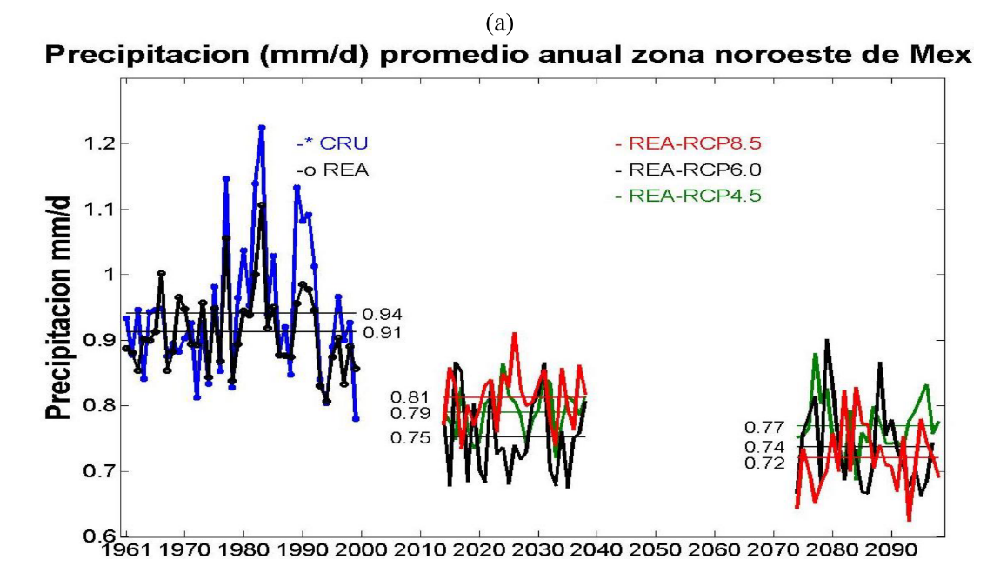 (a)
Precipitacion (mm/d) promedio anual zona noroeste de Mex
Precipitacion mm/d
1.2
1.1
1
0.9
0.8
0.7
0.6
-* CRU
-o REA
- REA-RCP8.5
- REA-RCP6.0
- REA-RCP4.5
0.94
0.91
0.81
0.79
0.75
0.77
0.74
0.72
1961 1970 1980 1990 2000 2010 2020 2030 2040 2050 2060 2070 2080 2090